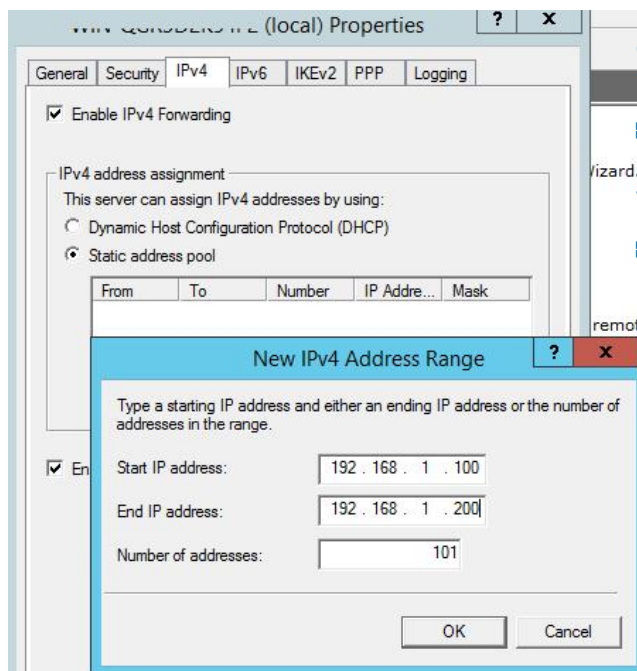 (local) Properties
General Security IPv4 IPv6 IKEv2 PPP Logging
Enable IPv4 Forwarding
IPv4 address assignment
This server can assign IPv4 addresses by using:
Dynamic Host Configuration Protocol (DHCP)
Static address pool
From To Number IP Addre... Mask
New IPv4 Address Range
Type a starting IP address and either an ending IP address or the number of
addresses in the range.
Start IP address: 192 . 168 . 1 . 100
End IP address: 192 . 168 . 1 . 200
Number of addresses: 101
OK Cancel
En
Wizard.
remot